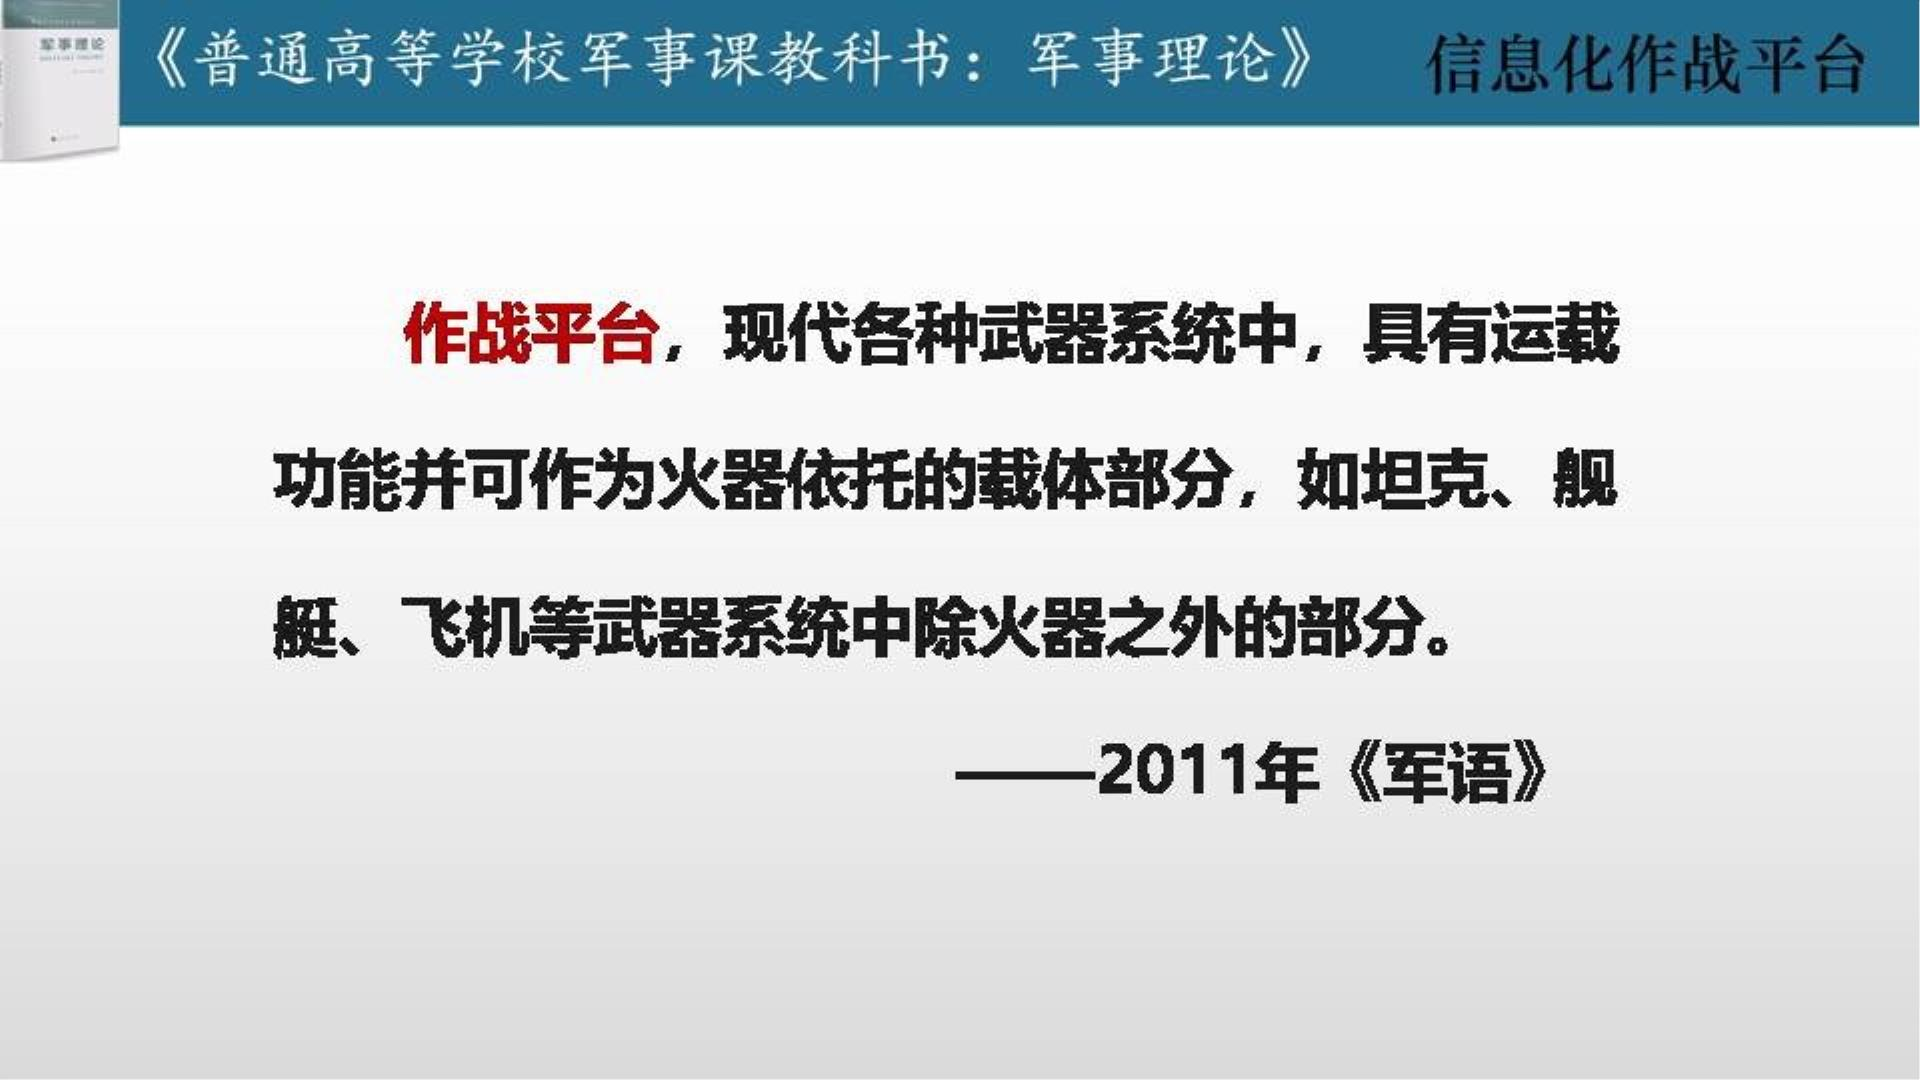 军事理论
《普通高等学校军事课教科书：军事理论》
信息化作战平台
作战平台，现代各种武器系统中，具有运载
功能并可作为火器依托的载体部分，如坦克、舰
艇、飞机等武器系统中除火器之外的部分。
——2011年《军语》